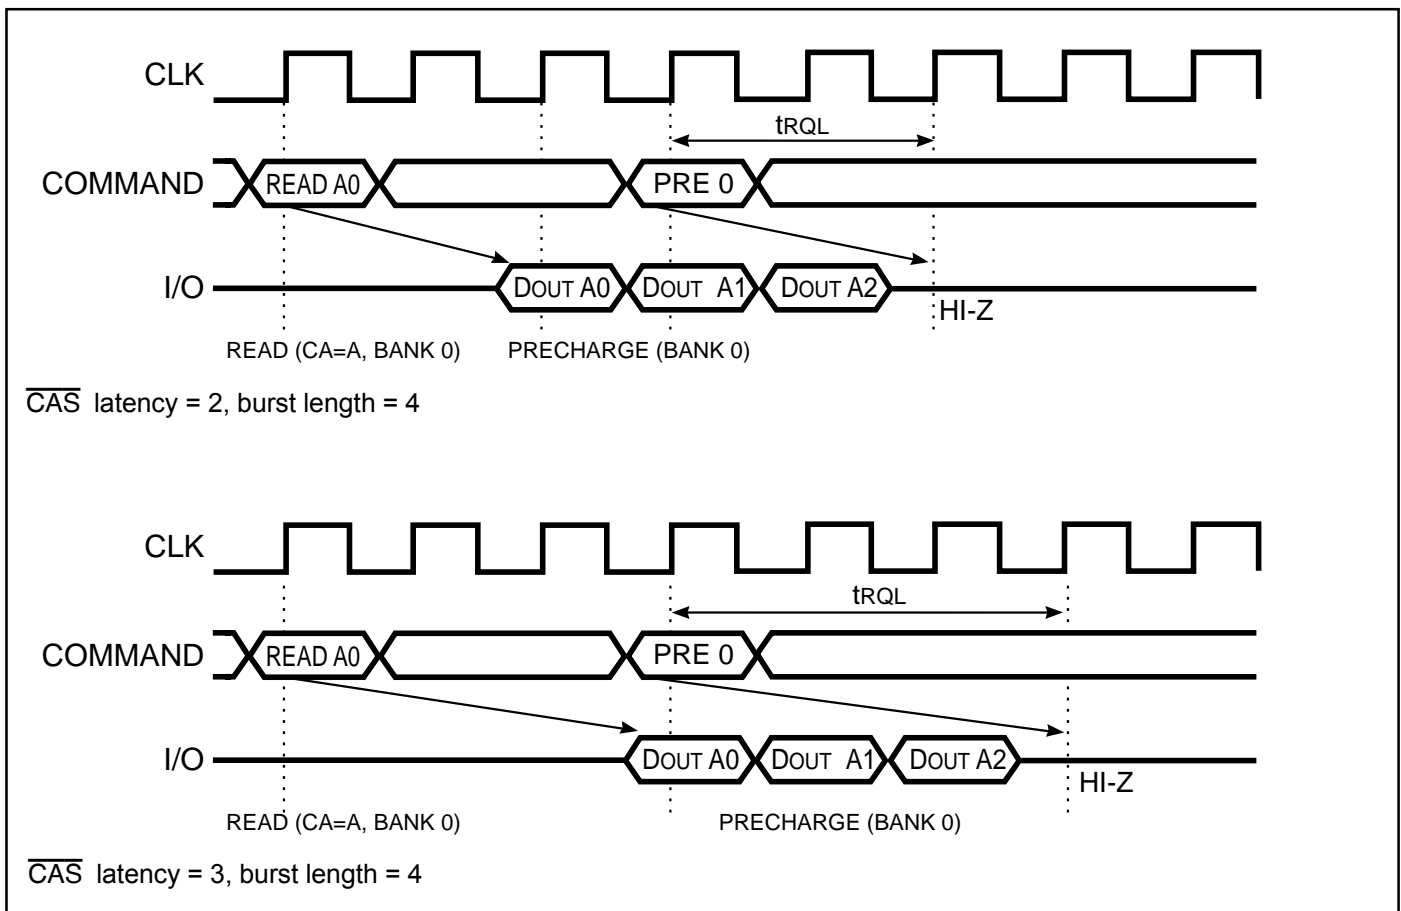 CLK
tRQL
COMMAND READ A0 PRE 0
I/O DOUT A0 DOUT A1 DOUT A2
HI-Z
READ (CA=A, BANK 0) PRECHARGE (BANK 0)
CAS latency = 2, burst length = 4
CLK
tRQL
COMMAND READ A0 PRE 0
I/O DOUT A0 DOUT A1 DOUT A2
HI-Z
READ (CA=A, BANK 0) PRECHARGE (BANK 0)
CAS latency = 3, burst length = 4